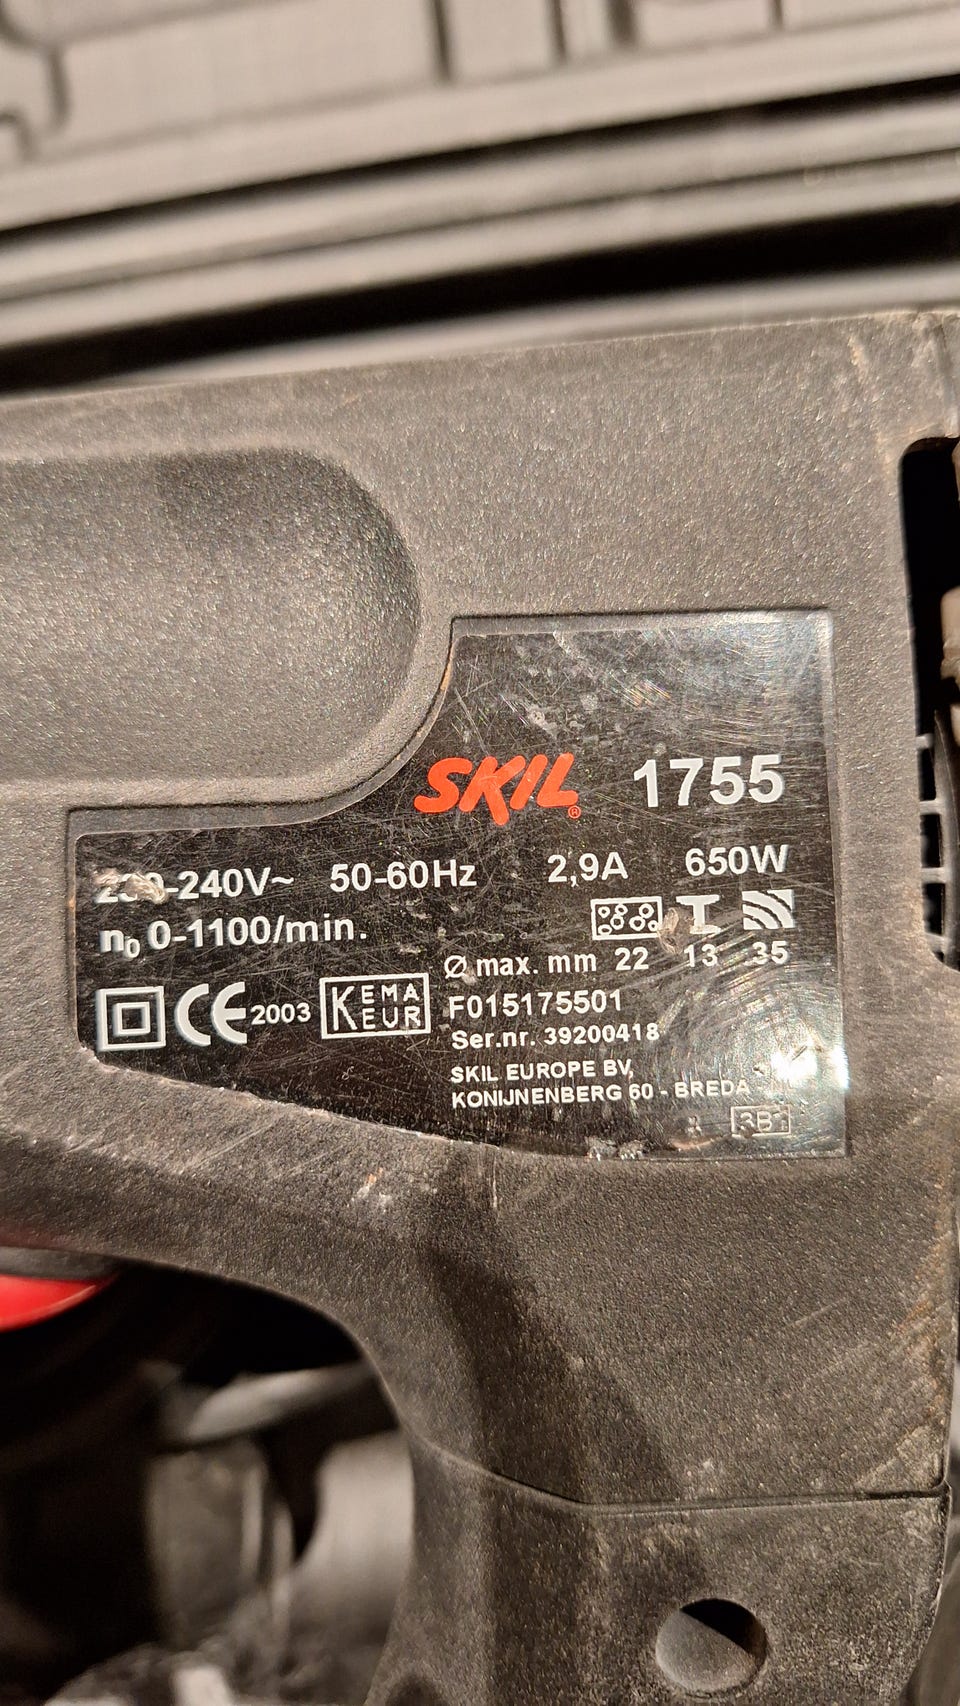 SKIL® 1755
-240V~ 50-60Hz 2,9A 650W
n₀ 0-1100/min.
Ø max. mm 22 13 35
CE 2003 KEMA KEUR F015175501
Ser.nr. 39200418
SKIL EUROPE BV,
KONIJNENBERG 60 - BREDA
3B1